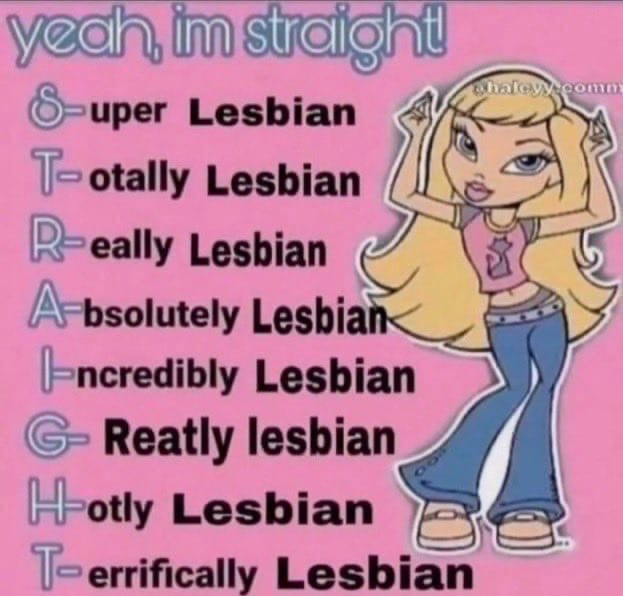 yeah, im straight!
@halcyy.comm
S-uper Lesbian
T-otally Lesbian
R-eally Lesbian
A-bsolutely Lesbian
I-ncredibly Lesbian
G- Reatly lesbian
H-otly Lesbian
T-errifically Lesbian